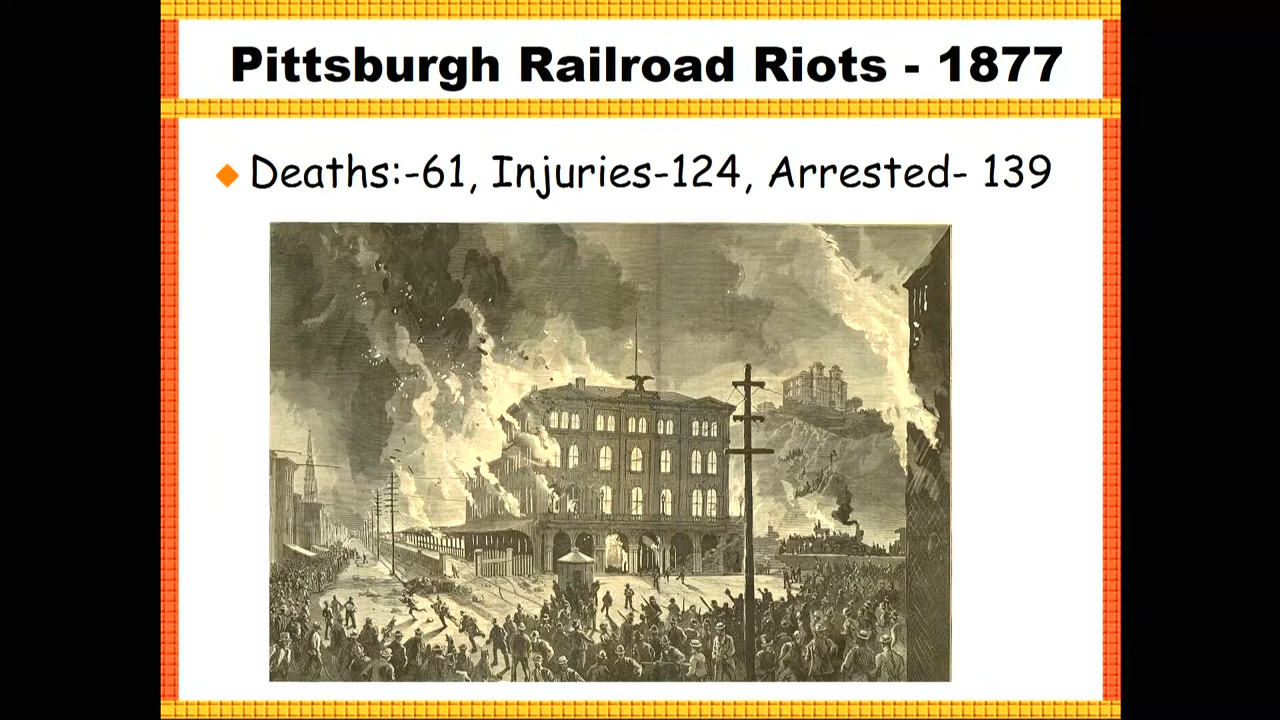 Pittsburgh Railroad Riots - 1877
Deaths:-61, Injuries-124, Arrested- 139